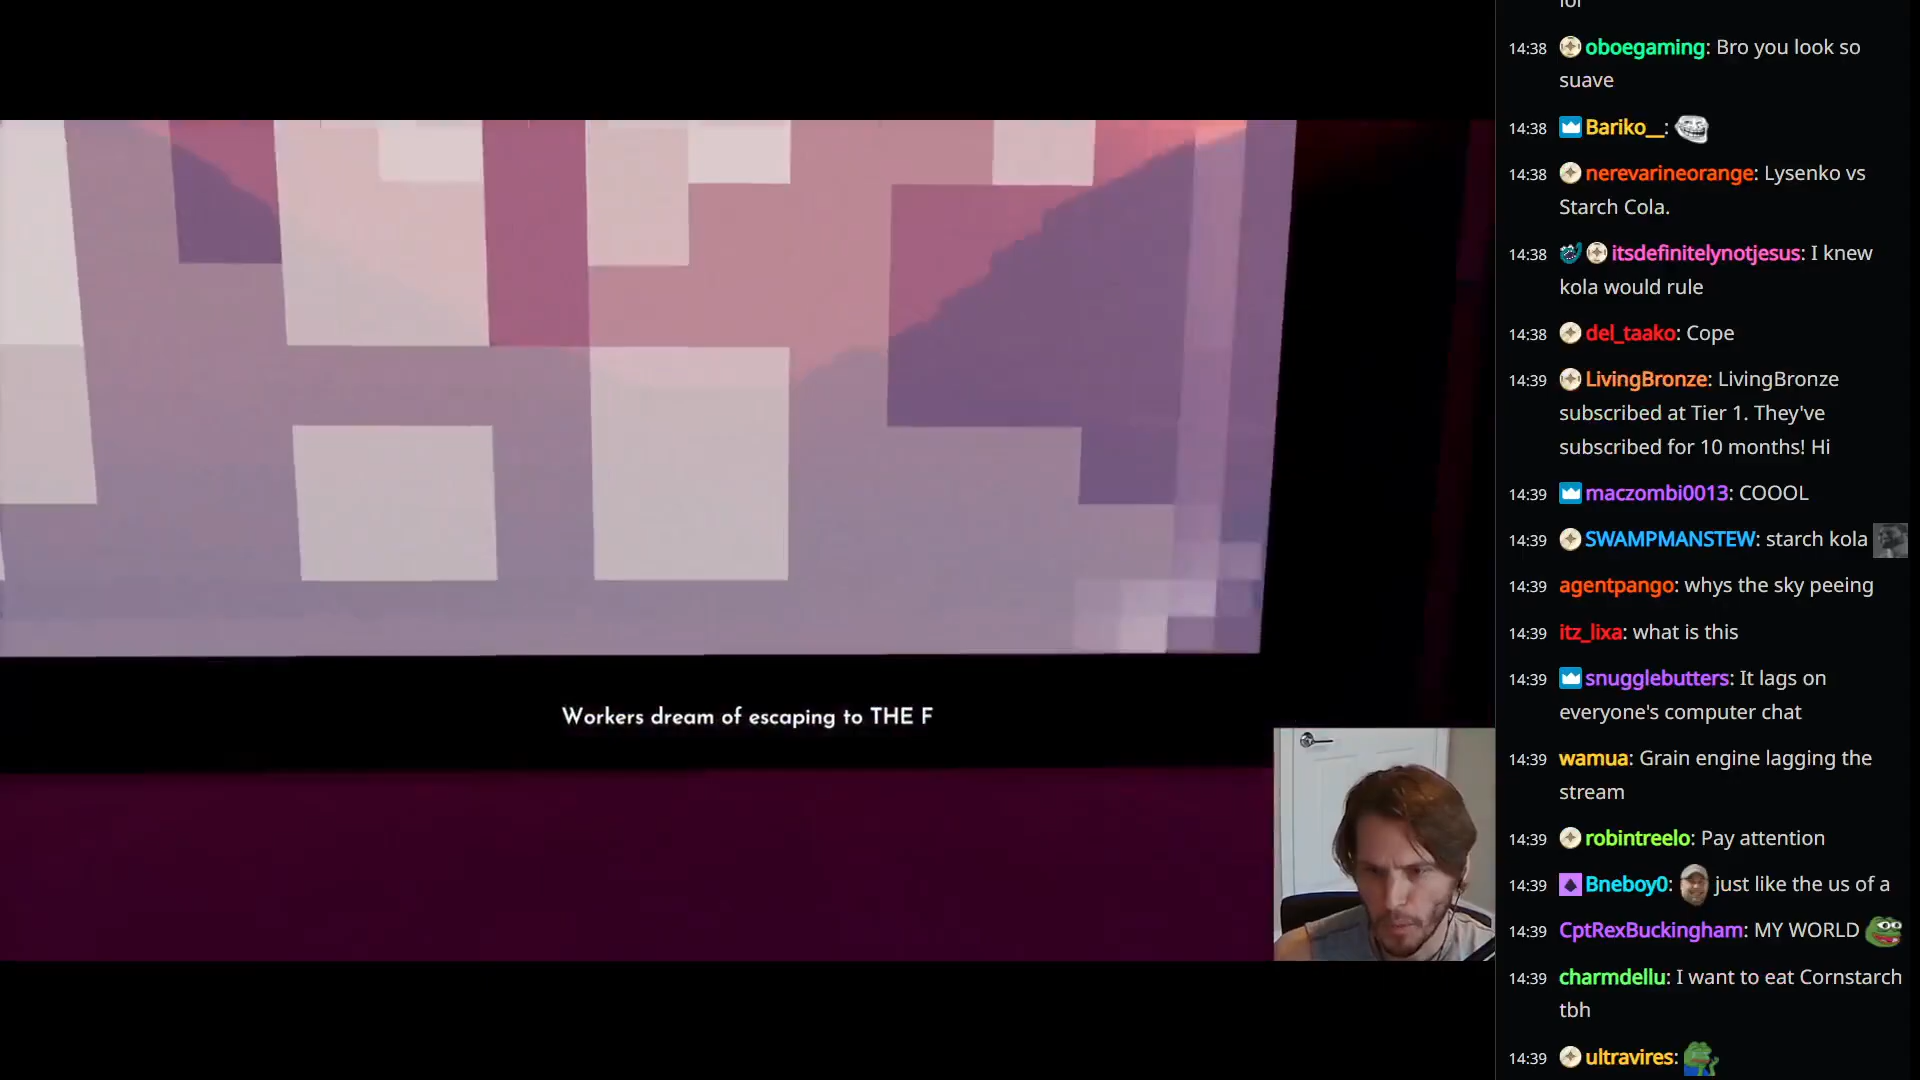 lol
14:38 oboegaming: Bro you look so
suave
14:38 Bariko__:
14:38 nerevarineorange: Lysenko vs
Starch Cola.
14:38 itsdefinitelynotjesus: I knew
kola would rule
14:38 del_taako: Cope
14:39 LivingBronze: LivingBronze
subscribed at Tier 1. They've
subscribed for 10 months! Hi
14:39 maczombi0013: COOOL
14:39 SWAMPMANSTEW: starch kola
14:39 agentpango: whys the sky peeing
14:39 itz_lixa: what is this
14:39 snugglebutters: It lags on
everyone's computer chat
14:39 wamua: Grain engine lagging the
stream
14:39 robintreelo: Pay attention
14:39 Bneboy0: just like the us of a
14:39 CptRexBuckingham: MY WORLD
14:39 charmdellu: I want to eat Cornstarch
tbh
14:39 ultravires:
Workers dream of escaping to THE F